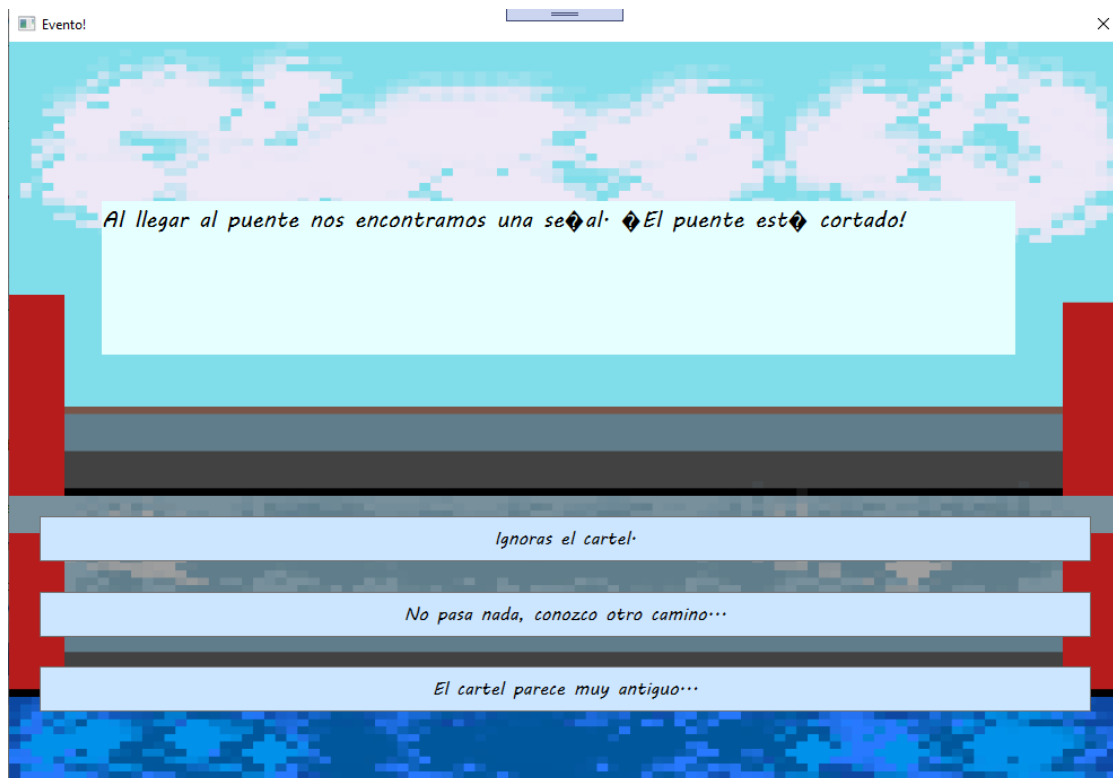 Evento!
Al llegar al puente nos encontramos una se�al. �El puente est� cortado!
Ignoras el cartel.
No pasa nada, conozco otro camino...
El cartel parece muy antiguo...